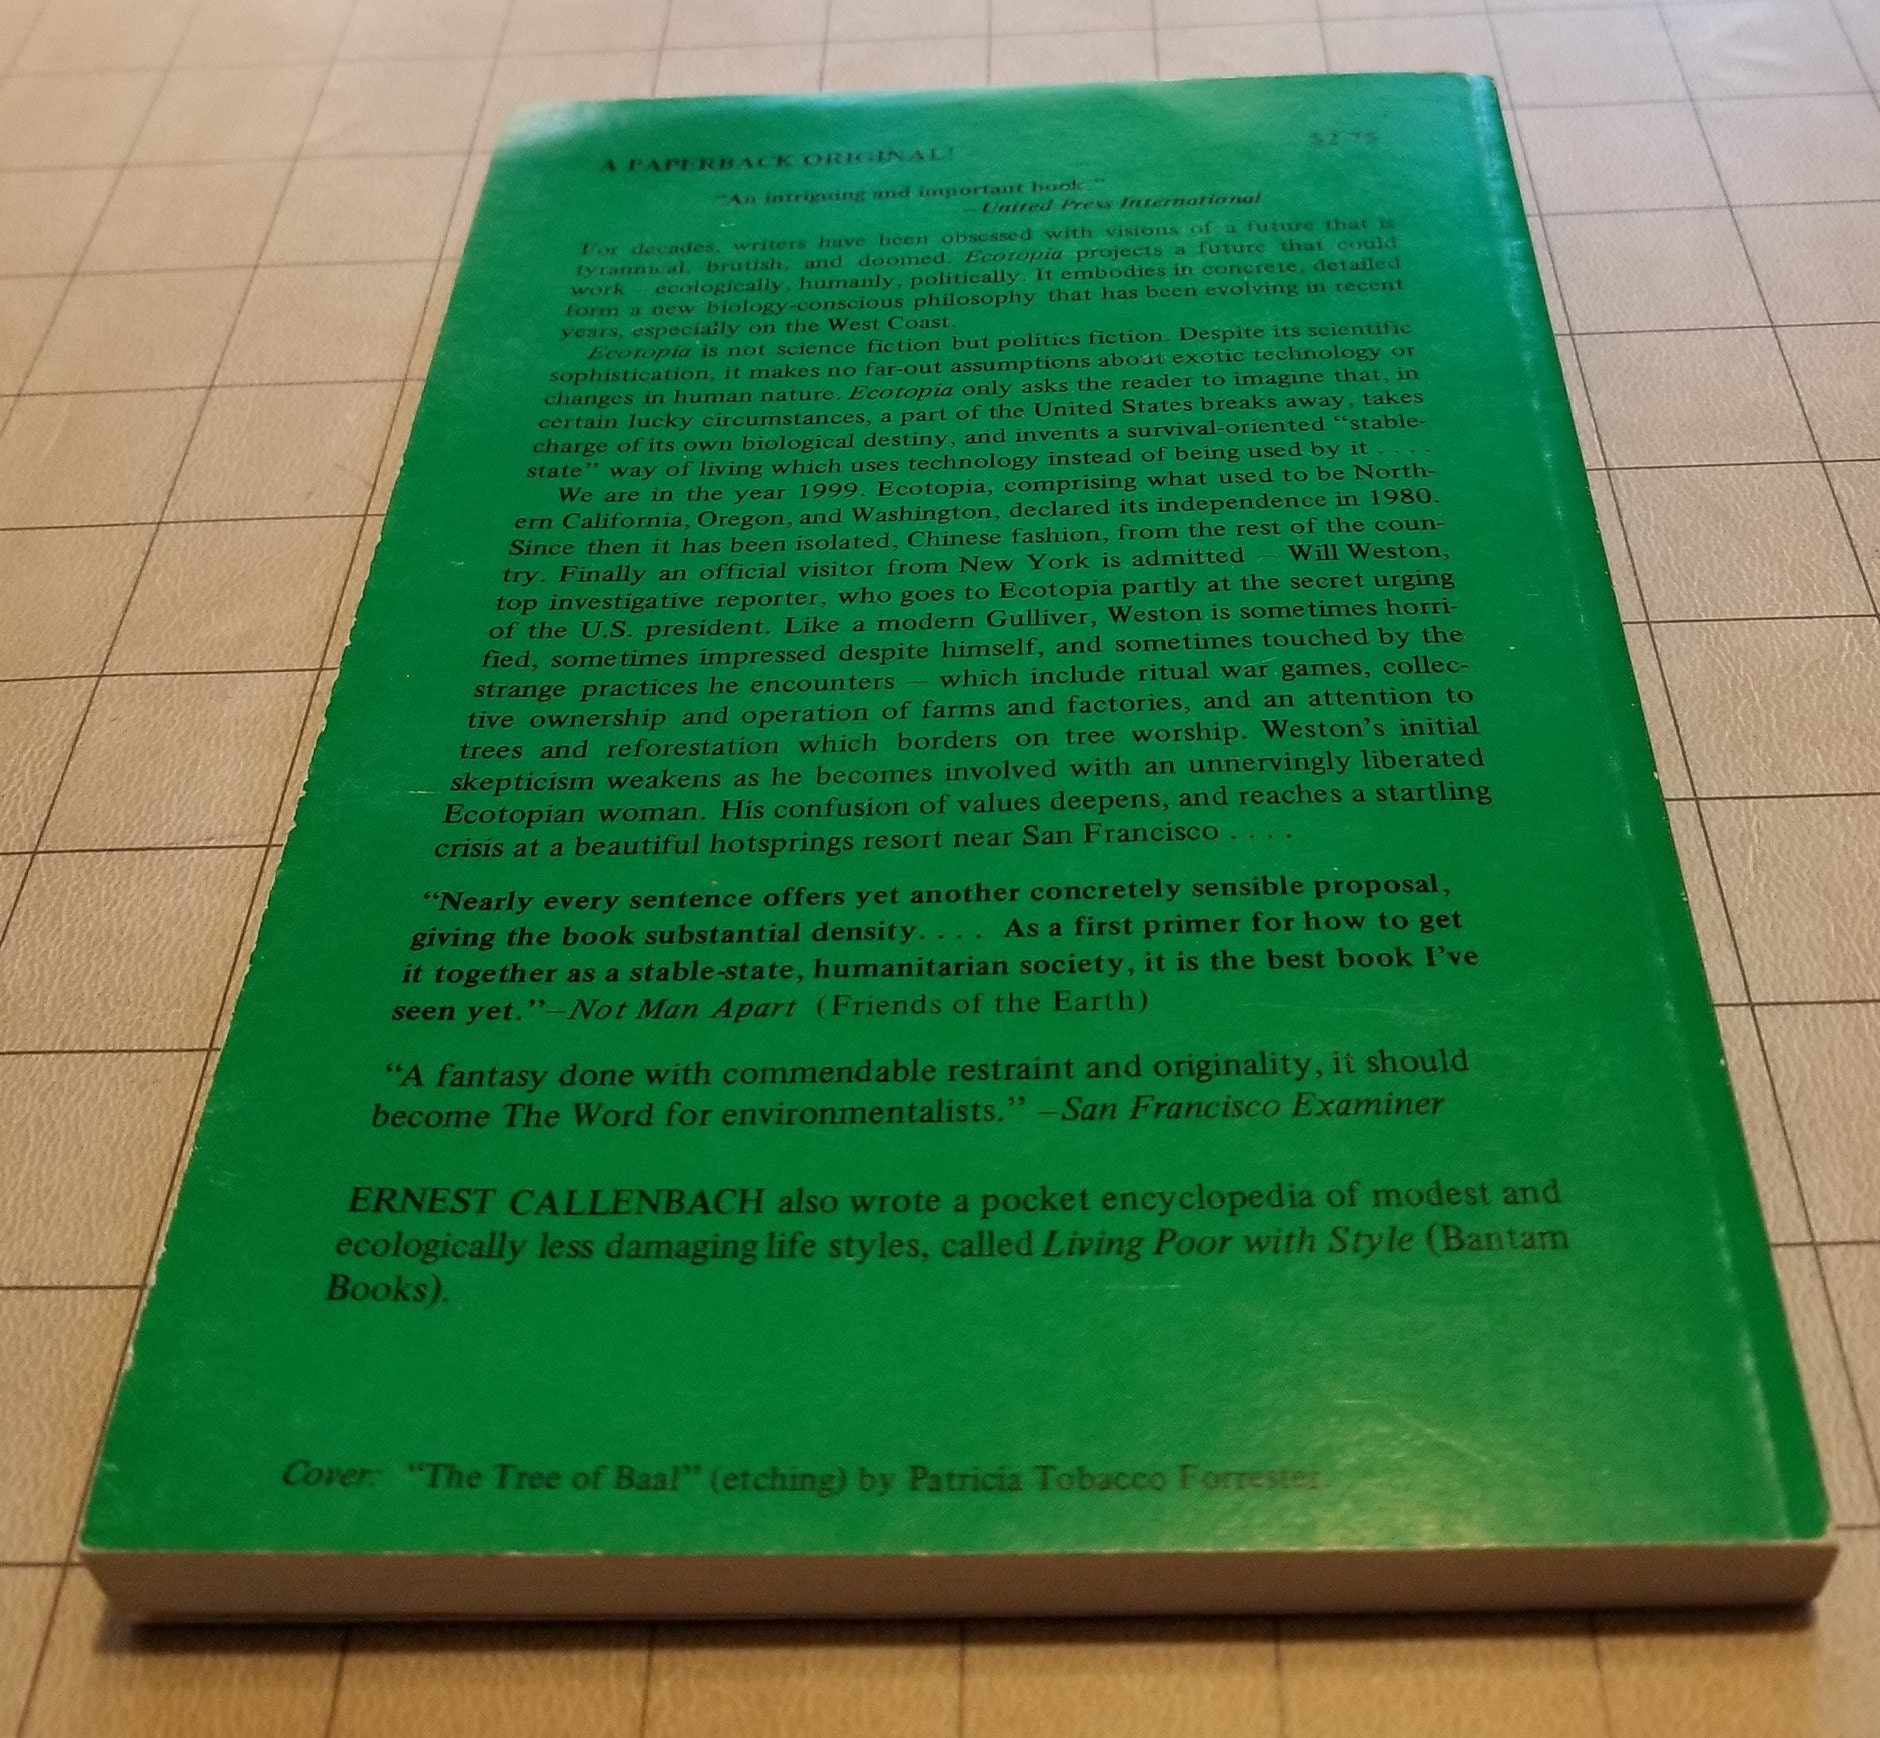 A PAPERBACK ORIGINAL!
$2.75
"An intriguing and important book."
—United Press International
For decades, writers have been obsessed with visions of a future that is
tyrannical, brutish, and doomed. Ecotopia projects a future that could
work — ecologically, humanly, politically. It embodies in concrete, detailed
form a new biology-conscious philosophy that has been evolving in recent
years, especially on the West Coast.
Ecotopia is not science fiction but politics fiction. Despite its scientific
sophistication, it makes no far-out assumptions about exotic technology or
changes in human nature. Ecotopia only asks the reader to imagine that, in
certain lucky circumstances, a part of the United States breaks away, takes
charge of its own biological destiny, and invents a survival-oriented "stable-
state" way of living which uses technology instead of being used by it . . . .
We are in the year 1999. Ecotopia, comprising what used to be North-
ern California, Oregon, and Washington, declared its independence in 1980.
Since then it has been isolated, Chinese fashion, from the rest of the coun-
try. Finally an official visitor from New York is admitted — Will Weston,
top investigative reporter, who goes to Ecotopia partly at the secret urging
of the U.S. president. Like a modern Gulliver, Weston is sometimes horri-
fied, sometimes impressed despite himself, and sometimes touched by the
strange practices he encounters — which include ritual war games, collec-
tive ownership and operation of farms and factories, and an attention to
trees and reforestation which borders on tree worship. Weston's initial
skepticism weakens as he becomes involved with an unnervingly liberated
Ecotopian woman. His confusion of values deepens, and reaches a startling
crisis at a beautiful hotsprings resort near San Francisco . . . .
"Nearly every sentence offers yet another concretely sensible proposal,
giving the book substantial density. . . . As a first primer for how to get
it together as a stable-state, humanitarian society, it is the best book I've
seen yet."—Not Man Apart (Friends of the Earth)
"A fantasy done with commendable restraint and originality, it should
become The Word for environmentalists." —San Francisco Examiner
ERNEST CALLENBACH also wrote a pocket encyclopedia of modest and
ecologically less damaging life styles, called Living Poor with Style (Bantam
Books).
Cover: "The Tree of Baal" (etching) by Patricia Tobacco Forrester.